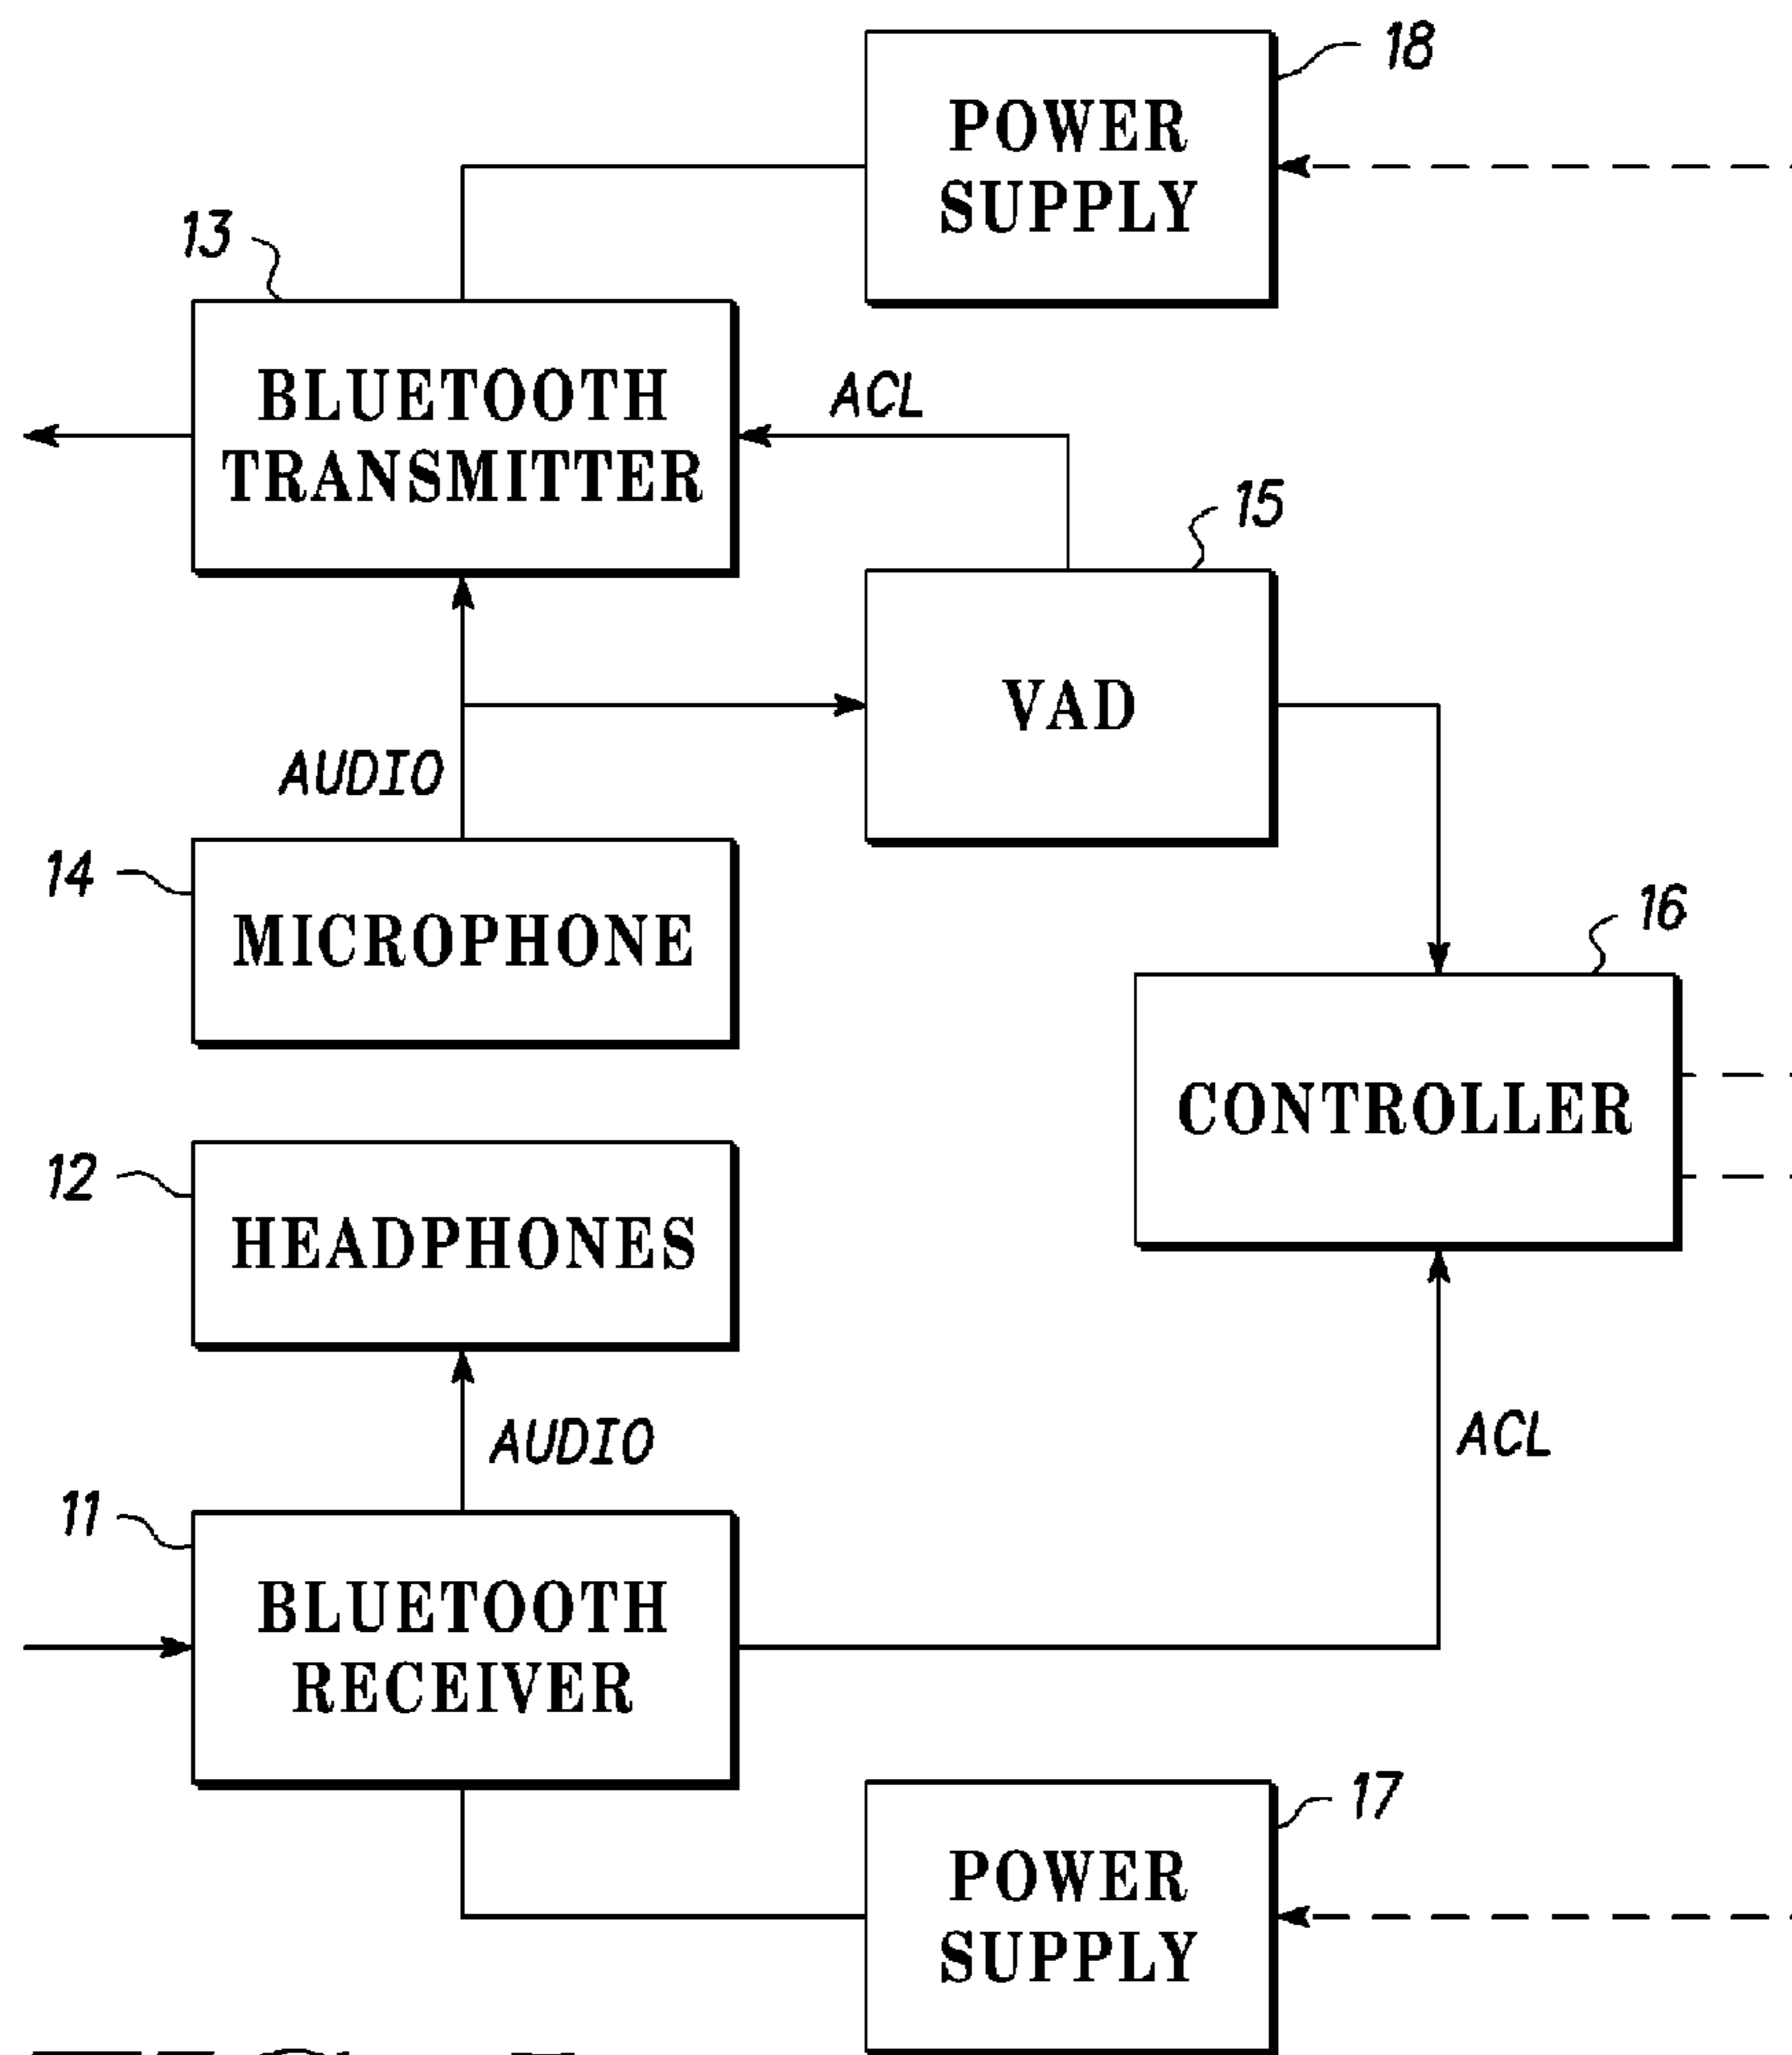 18
POWER
SUPPLY
13
BLUETOOTH
TRANSMITTER
ACL
15
VAD
AUDIO
14
MICROPHONE
16
CONTROLLER
12
HEADPHONES
AUDIO
ACL
11
BLUETOOTH
RECEIVER
17
POWER
SUPPLY